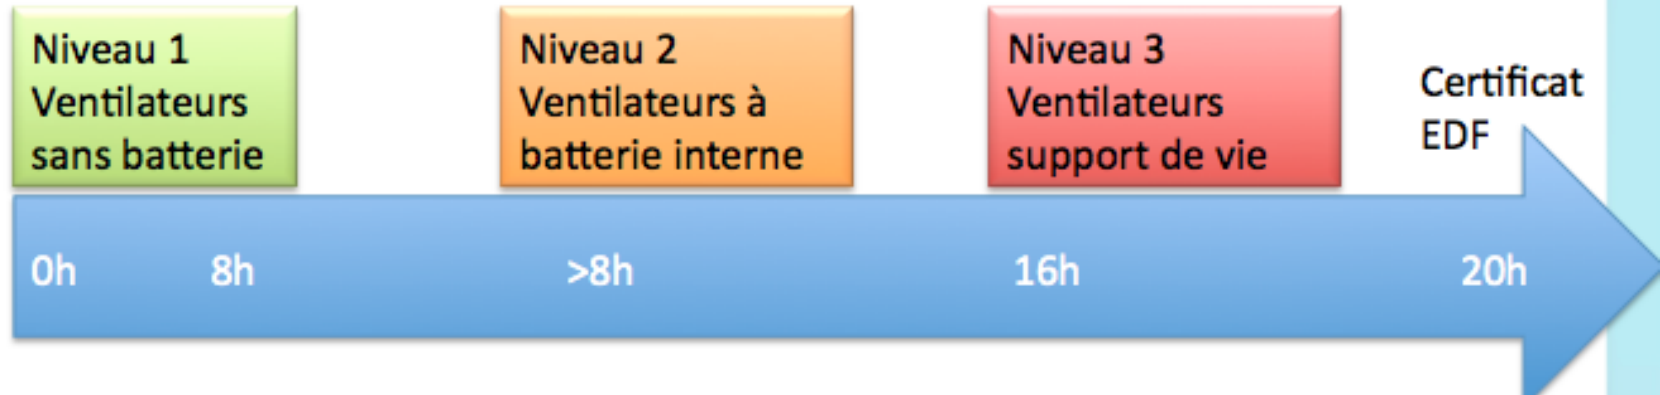 Niveau 1
Ventilateurs
sans batterie
Niveau 2
Ventilateurs à
batterie interne
Niveau 3
Ventilateurs
support de vie
Certificat
EDF
0h 8h >8h 16h 20h